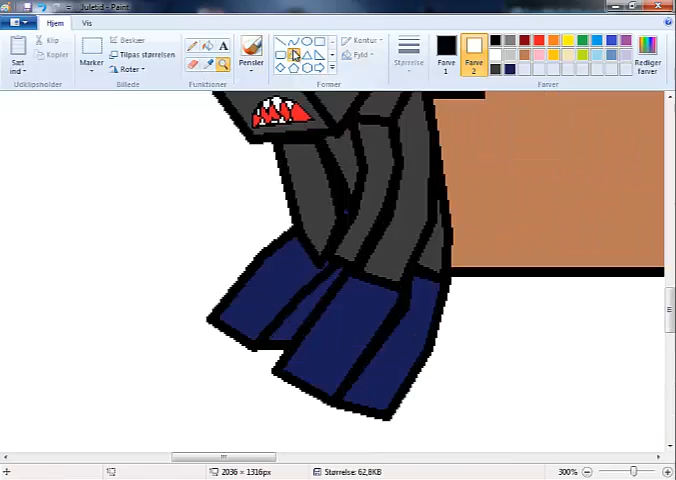 Juletid - Paint
Hjem Vis
Sæt ind
Klip
Kopier
Udklipsholder
Marker
Beskær
Tilpas størrelsen
Roter
Billede
A
Funktioner
Pensler
Kontur
Fyld
Former
Størrelse
Farve 1
Farve 2
Rediger farver
Farver
2036 × 1316px
Størrelse: 62,8KB
300%